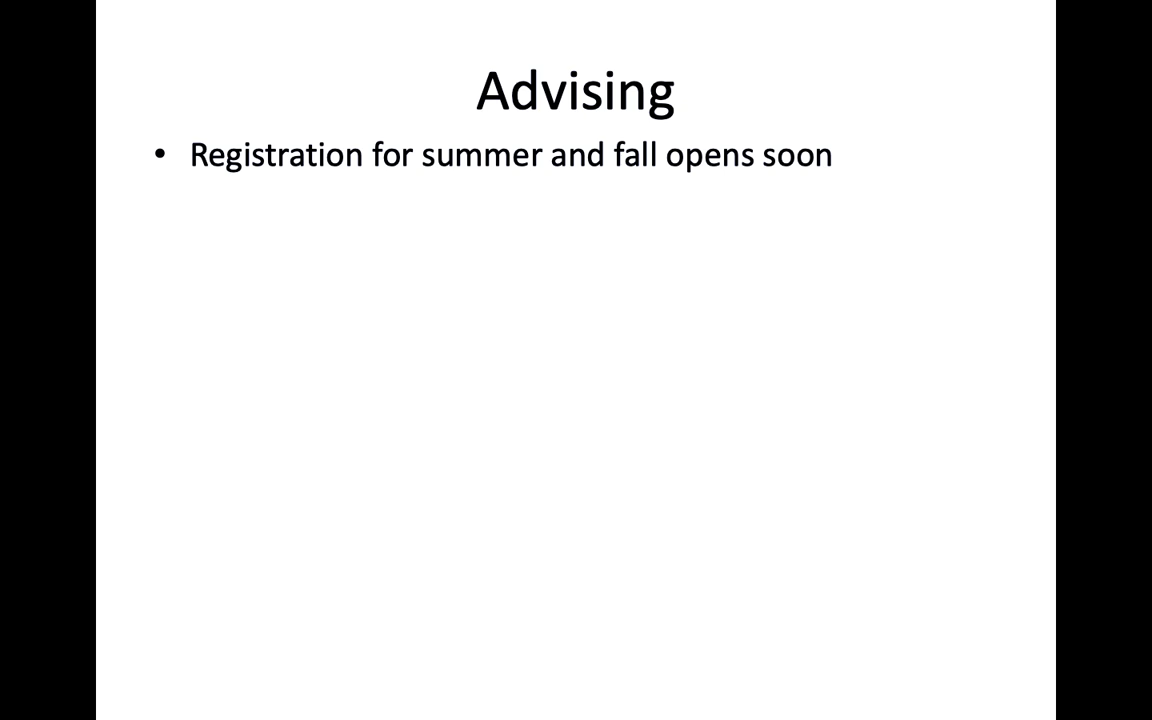 Advising
• Registration for summer and fall opens soon